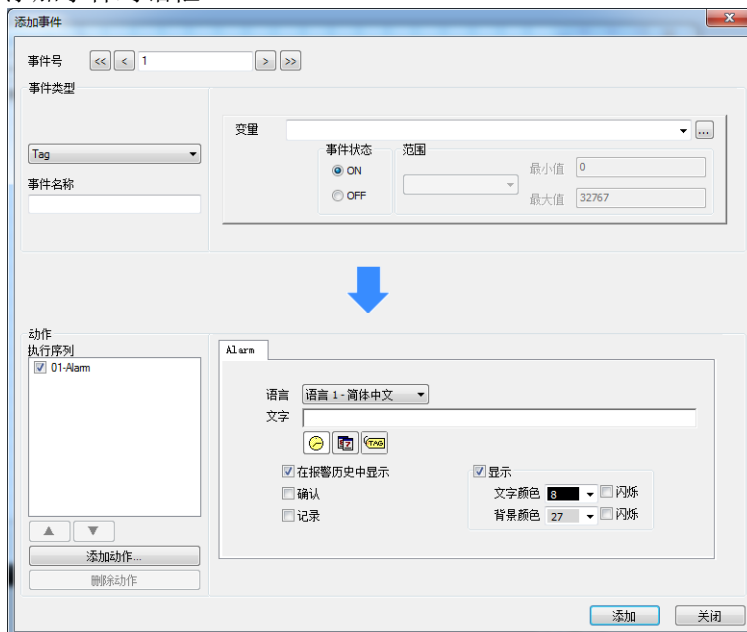 添加事件
事件号 << < 1 > >>
事件类型
变量 ...
Tag
事件状态 范围
ON
最小值 0
事件名称
OFF
最大值 32767
动作
执行序列
Alarm
01-Alarm
语言 语言 1 - 简体中文
文字
TAG
在报警历史中显示 显示
确认 文字颜色 8 闪烁
记录 背景颜色 27 闪烁
添加动作...
删除动作
添加 关闭